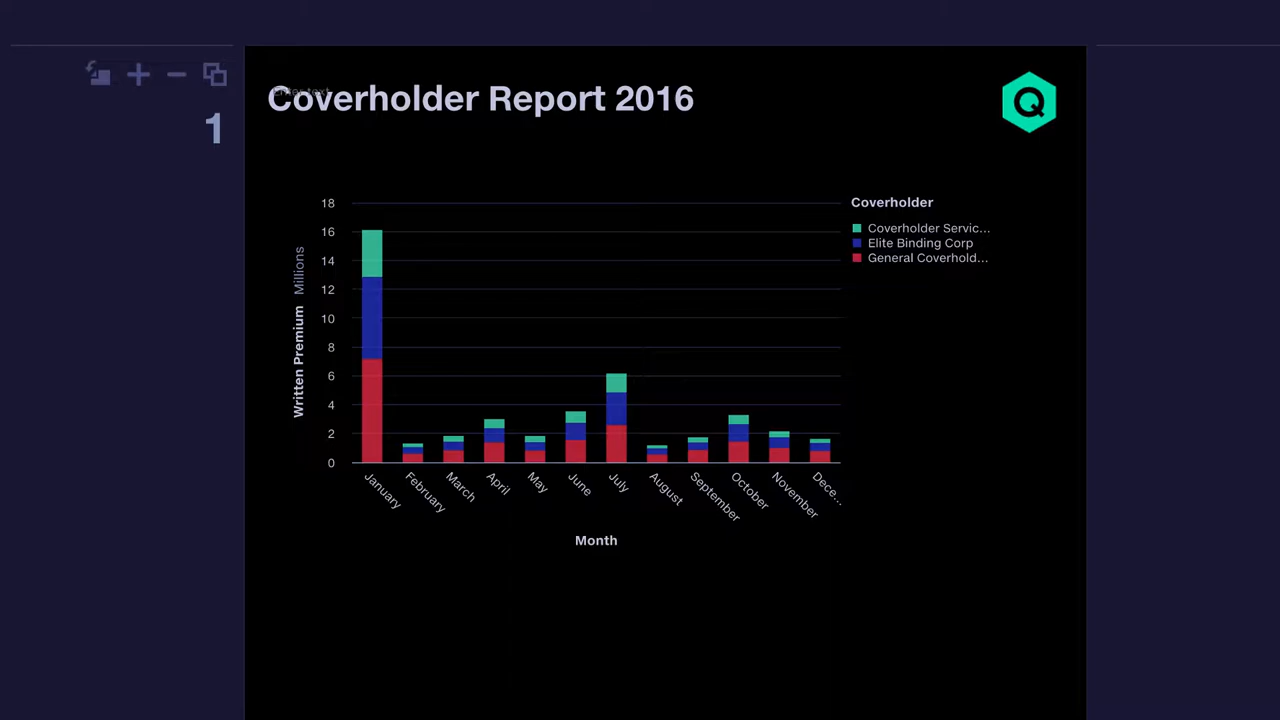 1
Coverholder Report 2016
Enter text
Q
Coverholder
Coverholder Servic...
Elite Binding Corp
General Coverhold...
Written Premium Millions
18
16
14
12
10
8
6
4
2
0
January
February
March
April
May
June
July
August
September
October
November
Dece...
Month